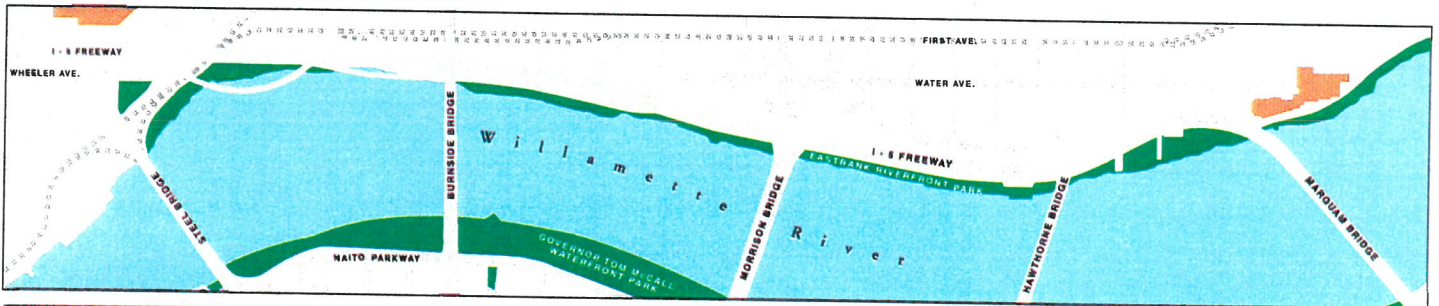 I - 5 FREEWAY
WHEELER AVE.
FIRST AVE.
WATER AVE.
STEEL BRIDGE
BURNSIDE BRIDGE
Willamette
River
MORRISON BRIDGE
I - 5 FREEWAY
EASTBANK RIVERFRONT PARK
HAWTHORNE BRIDGE
MARQUAM BRIDGE
NAITO PARKWAY
GOVERNOR TOM McCALL
WATERFRONT PARK